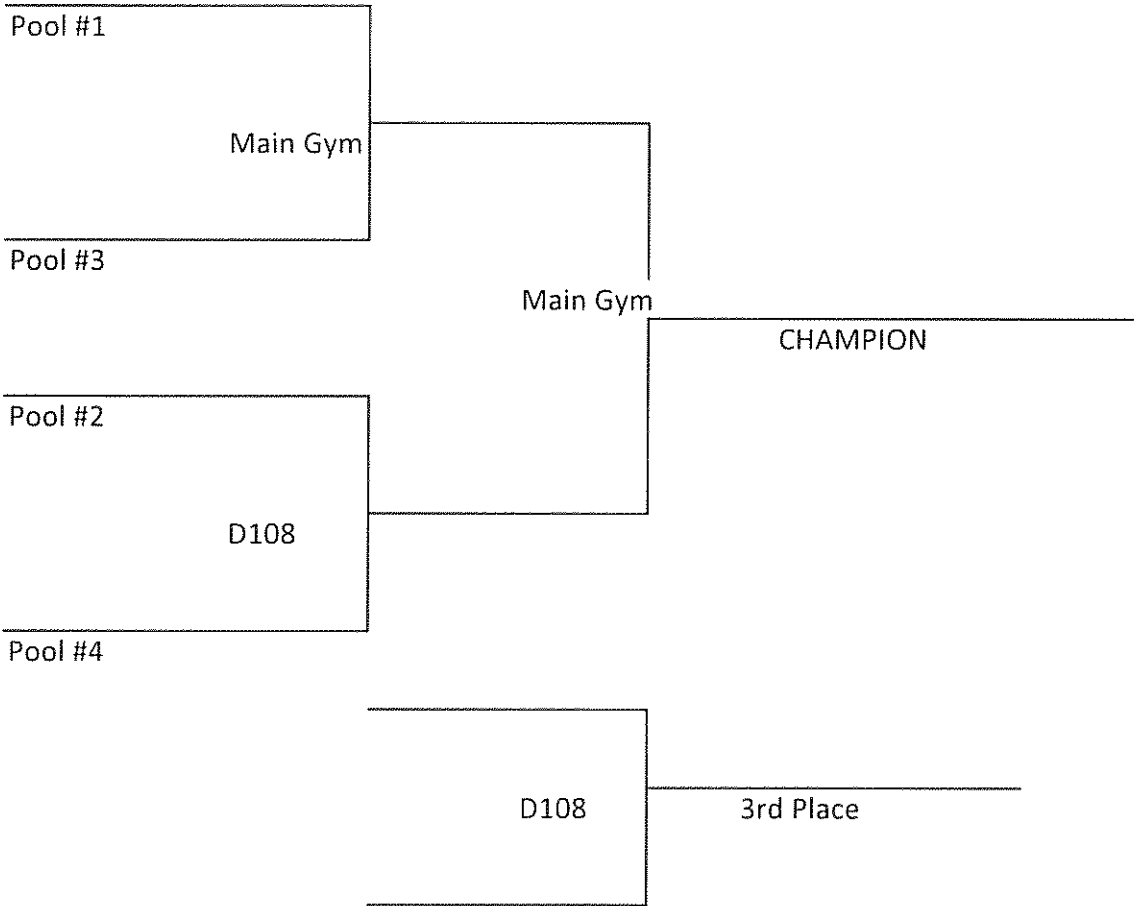 Pool #1
Main Gym
Pool #3
Main Gym
CHAMPION
Pool #2
D108
Pool #4
D108
3rd Place